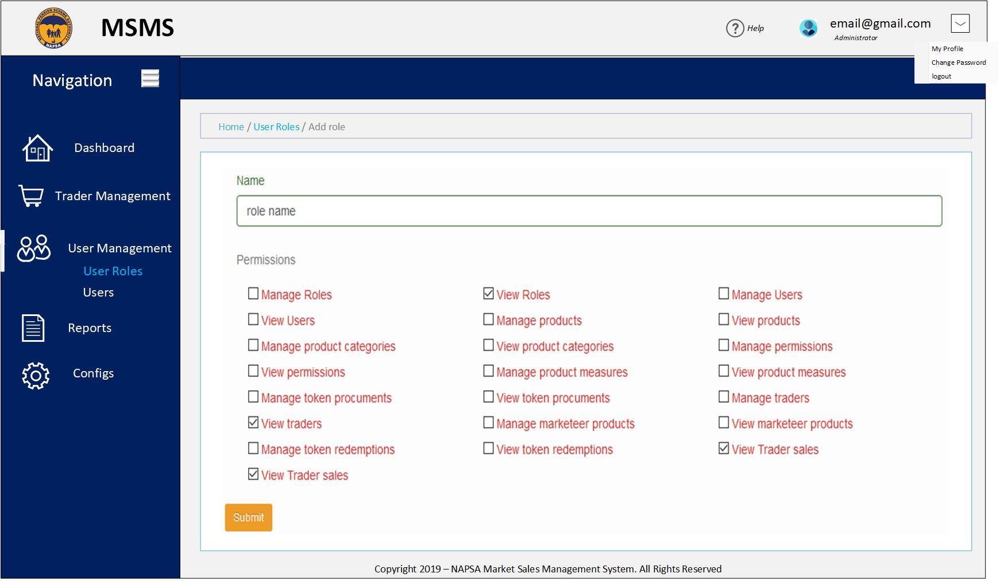 NATIONAL PENSION SCHEME AUTHORITY
NAPSA
MSMS
? Help
email@gmail.com
Administrator
My Profile
Change Password
logout
Navigation
Dashboard
Trader Management
User Management
User Roles
Users
Reports
Configs
Home / User Roles / Add role
Name
role name
Permissions
Manage Roles View Roles Manage Users
View Users Manage products View products
Manage product categories View product categories Manage permissions
View permissions Manage product measures View product measures
Manage token procuments View token procuments Manage traders
View traders Manage marketeer products View marketeer products
Manage token redemptions View token redemptions View Trader sales
View Trader sales
Submit
Copyright 2019 – NAPSA Market Sales Management System. All Rights Reserved